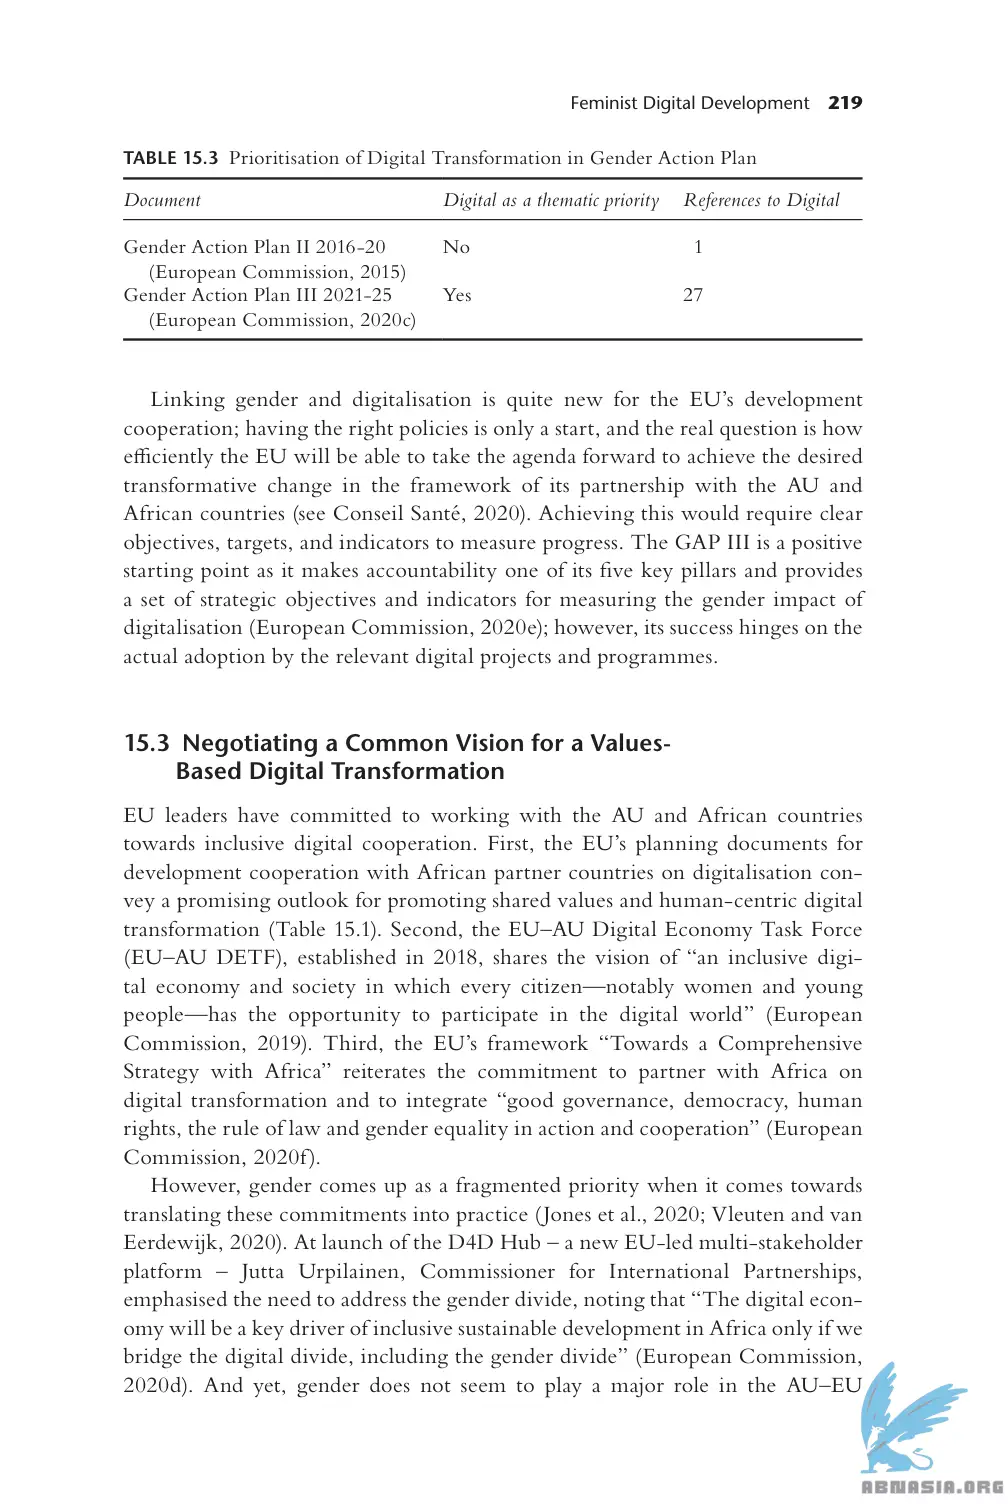 Feminist Digital Development 219
TABLE 15.3 Prioritisation of Digital Transformation in Gender Action Plan
Document Digital as a thematic priority References to Digital
Gender Action Plan II 2016-20 No 1
(European Commission, 2015)
Gender Action Plan III 2021-25 Yes 27
(European Commission, 2020c)
Linking gender and digitalisation is quite new for the EU’s development
cooperation; having the right policies is only a start, and the real question is how
efficiently the EU will be able to take the agenda forward to achieve the desired
transformative change in the framework of its partnership with the AU and
African countries (see Conseil Santé, 2020). Achieving this would require clear
objectives, targets, and indicators to measure progress. The GAP III is a positive
starting point as it makes accountability one of its five key pillars and provides
a set of strategic objectives and indicators for measuring the gender impact of
digitalisation (European Commission, 2020e); however, its success hinges on the
actual adoption by the relevant digital projects and programmes.
15.3 Negotiating a Common Vision for a Values-
Based Digital Transformation
EU leaders have committed to working with the AU and African countries
towards inclusive digital cooperation. First, the EU’s planning documents for
development cooperation with African partner countries on digitalisation con-
vey a promising outlook for promoting shared values and human-centric digital
transformation (Table 15.1). Second, the EU–AU Digital Economy Task Force
(EU–AU DETF), established in 2018, shares the vision of “an inclusive digi-
tal economy and society in which every citizen—notably women and young
people—has the opportunity to participate in the digital world” (European
Commission, 2019). Third, the EU’s framework “Towards a Comprehensive
Strategy with Africa” reiterates the commitment to partner with Africa on
digital transformation and to integrate “good governance, democracy, human
rights, the rule of law and gender equality in action and cooperation” (European
Commission, 2020f).
However, gender comes up as a fragmented priority when it comes towards
translating these commitments into practice (Jones et al., 2020; Vleuten and van
Eerdewijk, 2020). At launch of the D4D Hub – a new EU-led multi-stakeholder
platform – Jutta Urpilainen, Commissioner for International Partnerships,
emphasised the need to address the gender divide, noting that “The digital econ-
omy will be a key driver of inclusive sustainable development in Africa only if we
bridge the digital divide, including the gender divide” (European Commission,
2020d). And yet, gender does not seem to play a major role in the AU–EU
ABNASIA.ORG